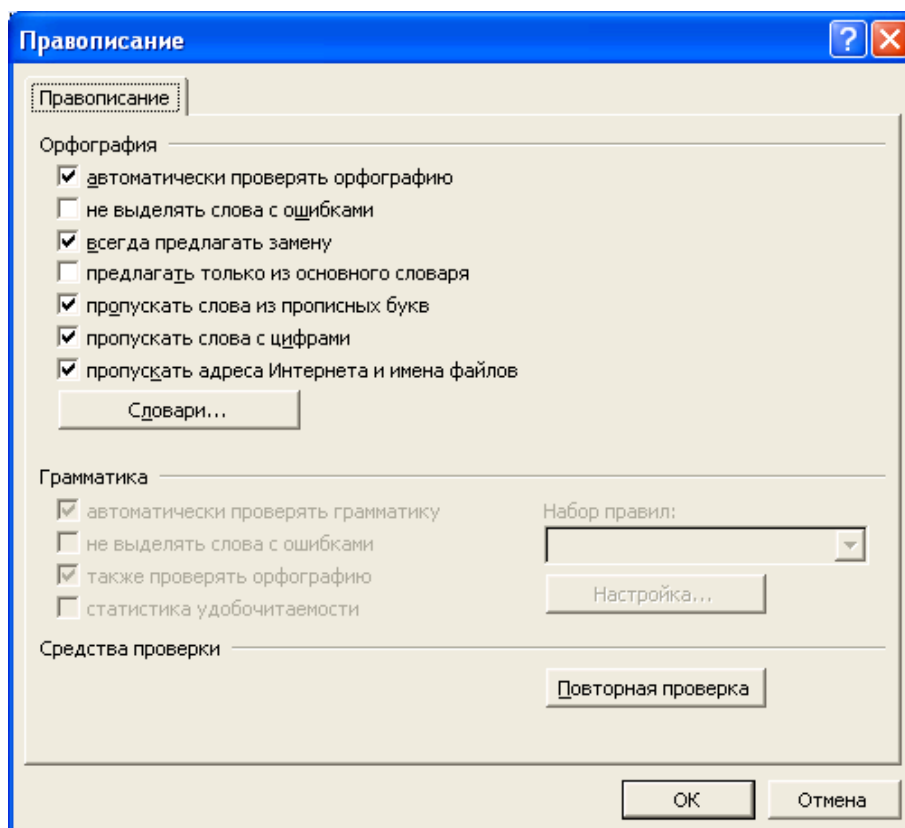 Правописание
Правописание
Орфография
автоматически проверять орфографию
не выделять слова с ошибками
всегда предлагать замену
предлагать только из основного словаря
пропускать слова из прописных букв
пропускать слова с цифрами
пропускать адреса Интернета и имена файлов
Словари...
Грамматика
автоматически проверять грамматику
Набор правил:
не выделять слова с ошибками
также проверять орфографию
Настройка...
статистика удобочитаемости
Средства проверки
Повторная проверка
ОК
Отмена